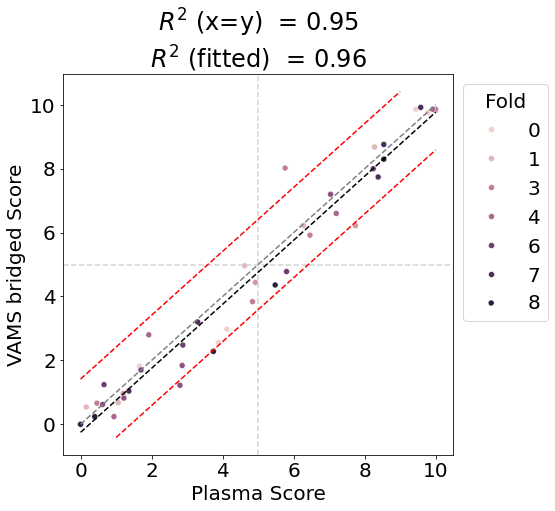 R² (x=y) = 0.95
R² (fitted) = 0.96
Fold
0
1
3
4
6
7
8
VAMS bridged Score
10
8
6
4
2
0
0 2 4 6 8 10
Plasma Score